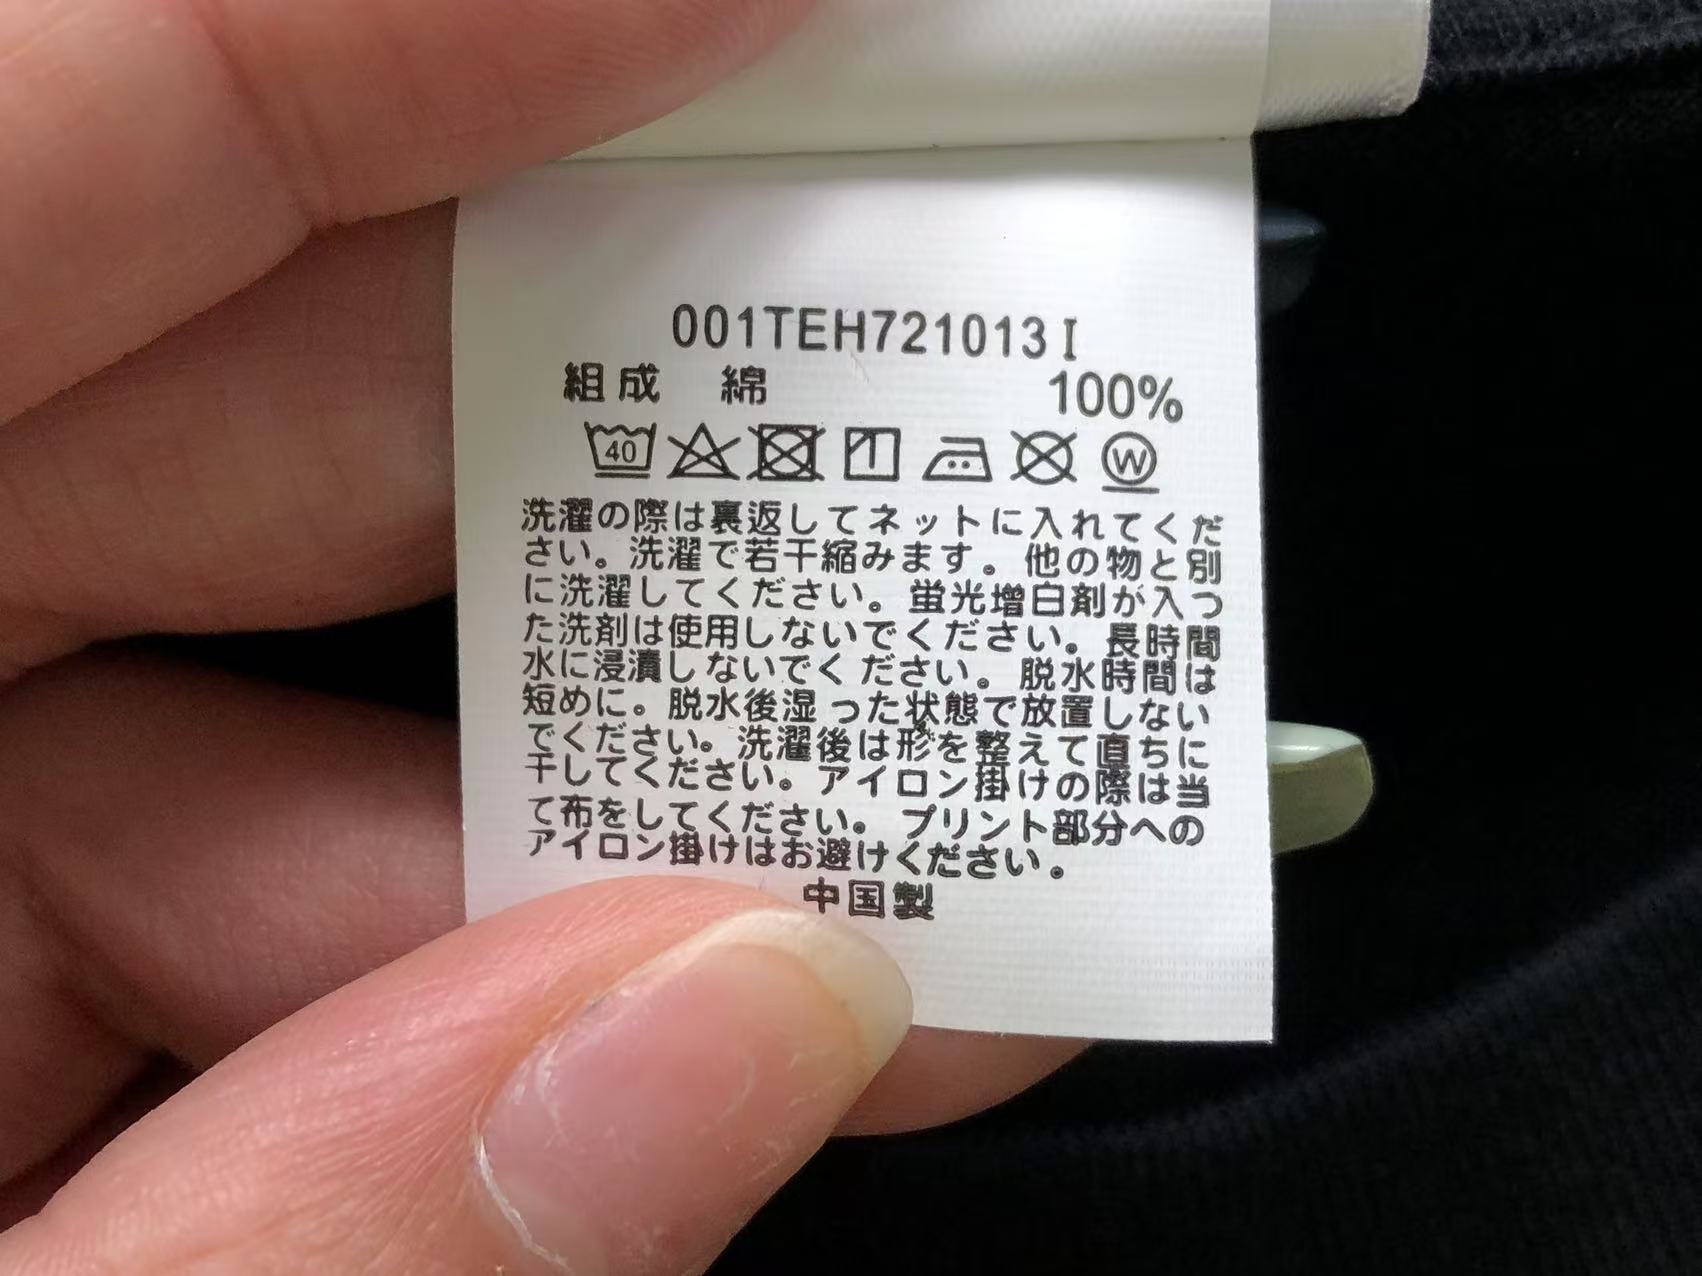 001TEH721013I
組成 綿 100%
40
W
洗濯の際は裏返してネットに入れてくだ
さい。洗濯で若干縮みます。他の物と別
に洗濯してください。蛍光増白剤が入つ
た洗剤は使用しないでください。長時間
水に浸漬しないでください。脱水時間は
短めに。脱水後湿った状態で放置しない
でください。洗濯後は形を整えて直ちに
干してください。アイロン掛けの際は当
て布をしてください。プリント部分への
アイロン掛けはお避けください。
中国製